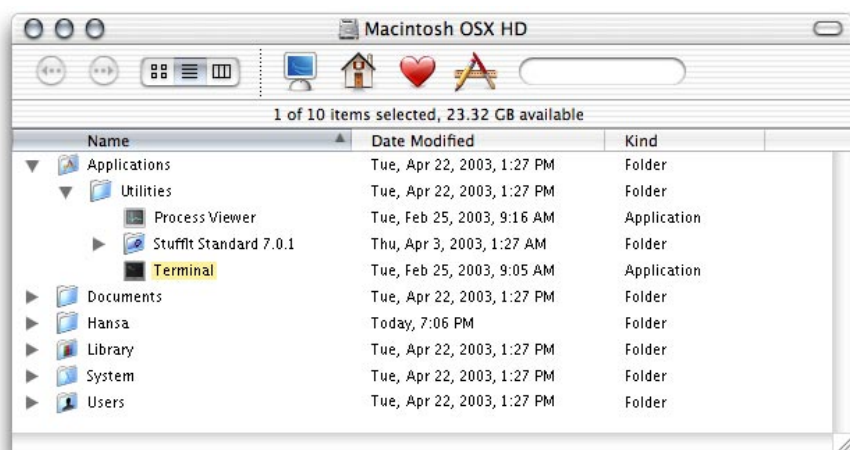 Macintosh OSX HD
1 of 10 items selected, 23.32 GB available
Name Date Modified Kind
Applications Tue, Apr 22, 2003, 1:27 PM Folder
Utilities Tue, Apr 22, 2003, 1:27 PM Folder
Process Viewer Tue, Feb 25, 2003, 9:16 AM Application
StuffIt Standard 7.0.1 Thu, Apr 3, 2003, 1:27 AM Folder
Terminal Tue, Feb 25, 2003, 9:05 AM Application
Documents Tue, Apr 22, 2003, 1:27 PM Folder
Hansa Today, 7:06 PM Folder
Library Tue, Apr 22, 2003, 1:27 PM Folder
System Tue, Apr 22, 2003, 1:27 PM Folder
Users Tue, Apr 22, 2003, 1:27 PM Folder